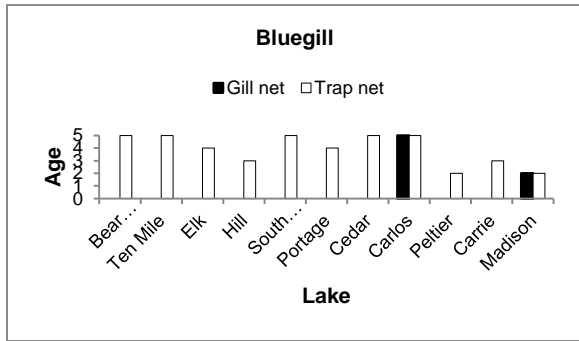 Bluegill
Gill net Trap net
Age
5
4
3
2
1
0
Bear…
Ten Mile
Elk
Hill
South…
Portage
Cedar
Carlos
Peltier
Carrie
Madison
Lake